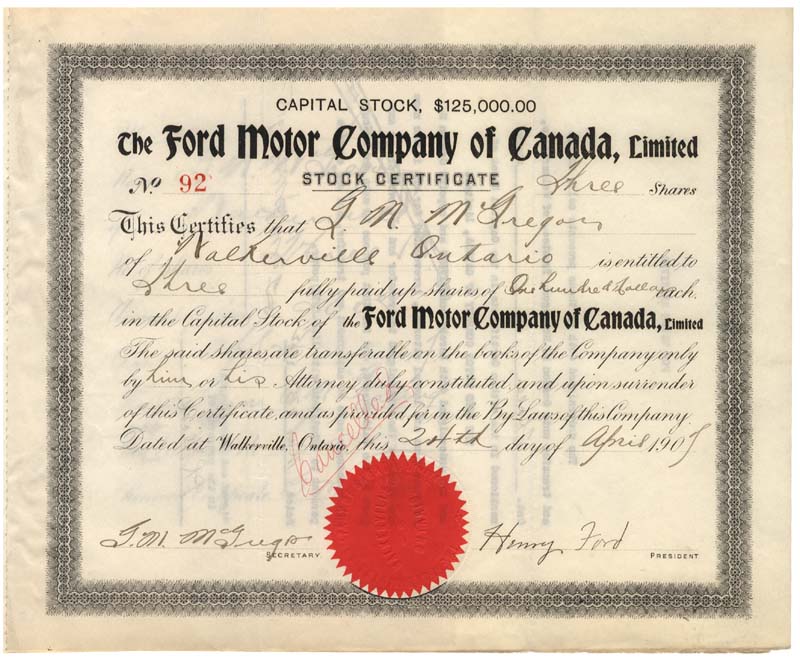 CAPITAL STOCK, $125,000.00
The Ford Motor Company of Canada, Limited
No 92 STOCK CERTIFICATE Three Shares
This Certifies that G. M. McGregor
of Walkerville Ontario is entitled to
Three fully paid up shares of One hundred dollars each
in the Capital Stock of the Ford Motor Company of Canada, Limited
The said shares are transferable on the books of the Company only
by him or his Attorney duly constituted, and upon surrender
of this Certificate, and as provided for in the By Laws of this Company.
Dated at Walkerville, Ontario, this 24th day of April 1905
Cancelled
G. M. McGregor Henry Ford
SECRETARY PRESIDENT